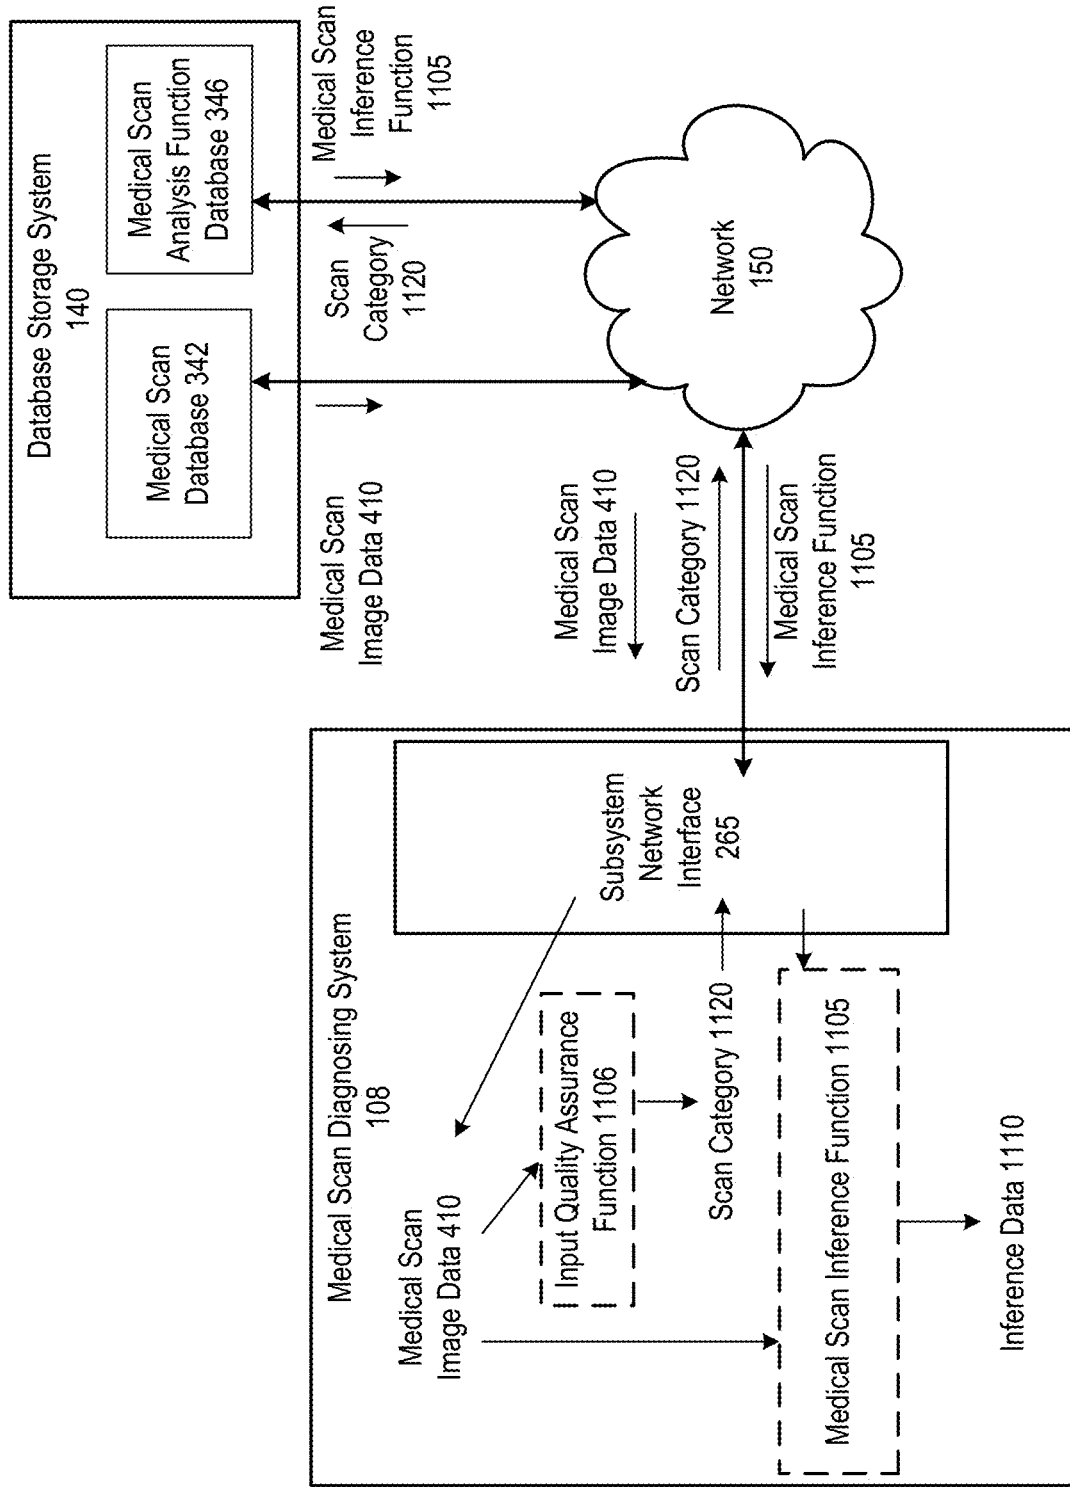 Medical Scan Diagnosing System
108
Medical Scan
Image Data 410
Input Quality Assurance
Function 1106
Scan Category 1120
Medical Scan Inference Function 1105
Inference Data 1110
Subsystem
Network
Interface
265
Medical Scan
Image Data 410
Scan Category 1120
Medical Scan
Inference Function
1105
Database Storage System
140
Medical Scan
Database 342
Medical Scan
Analysis Function
Database 346
Medical Scan
Image Data 410
Scan
Category
1120
Medical Scan
Inference
Function
1105
Network
150